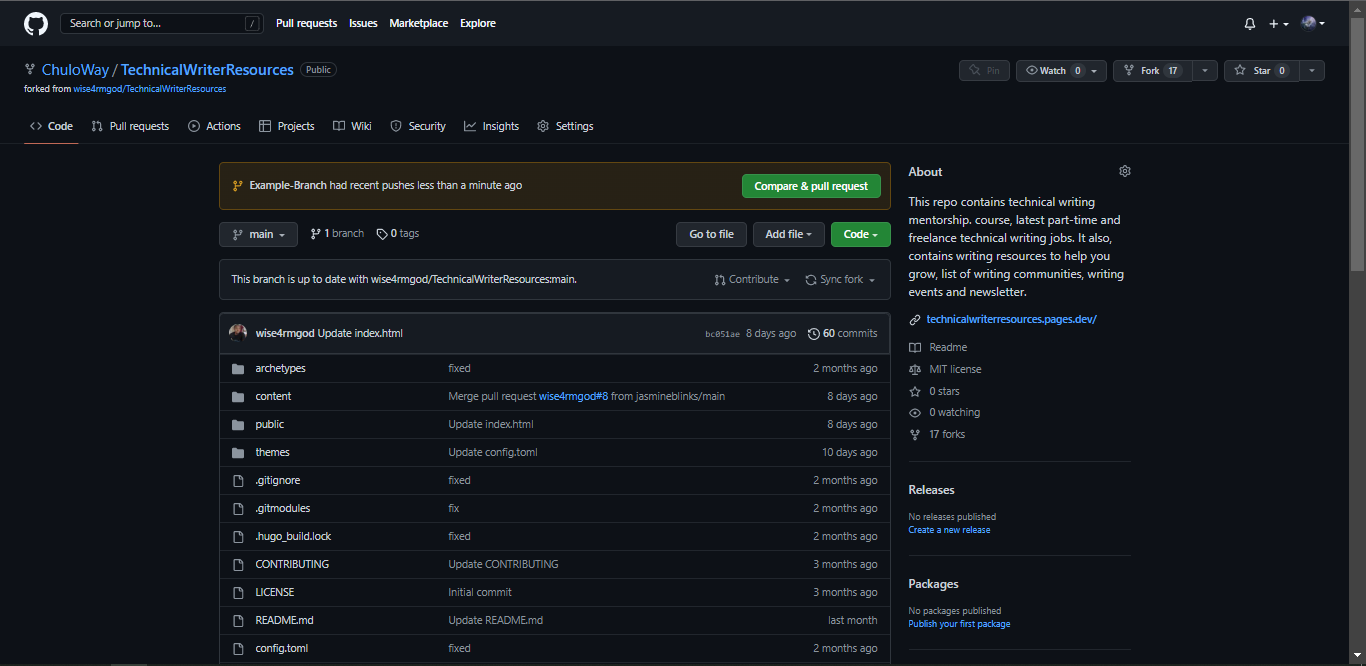 Search or jump to... /
Pull requests Issues Marketplace Explore
ChuloWay / TechnicalWriterResources Public
forked from wise4rmgod/TechnicalWriterResources
Pin Watch 0 Fork 17 Star 0
Code Pull requests Actions Projects Wiki Security Insights Settings
Example-Branch had recent pushes less than a minute ago Compare & pull request
main 1 branch 0 tags Go to file Add file Code
This branch is up to date with wise4rmgod/TechnicalWriterResources:main. Contribute Sync fork
wise4rmgod Update index.html bc051ae 8 days ago 60 commits
archetypes fixed 2 months ago
content Merge pull request wise4rmgod#8 from jasmineblinks/main 8 days ago
public Update index.html 8 days ago
themes Update config.toml 10 days ago
.gitignore fixed 2 months ago
.gitmodules fix 2 months ago
.hugo_build.lock fixed 2 months ago
CONTRIBUTING Update CONTRIBUTING 3 months ago
LICENSE Initial commit 3 months ago
README.md Update README.md last month
config.toml fixed 2 months ago
About
This repo contains technical writing
mentorship. course, latest part-time and
freelance technical writing jobs. It also,
contains writing resources to help you
grow, list of writing communities, writing
events and newsletter.
technicalwriterresources.pages.dev/
Readme
MIT license
0 stars
0 watching
17 forks
Releases
No releases published
Create a new release
Packages
No packages published
Publish your first package